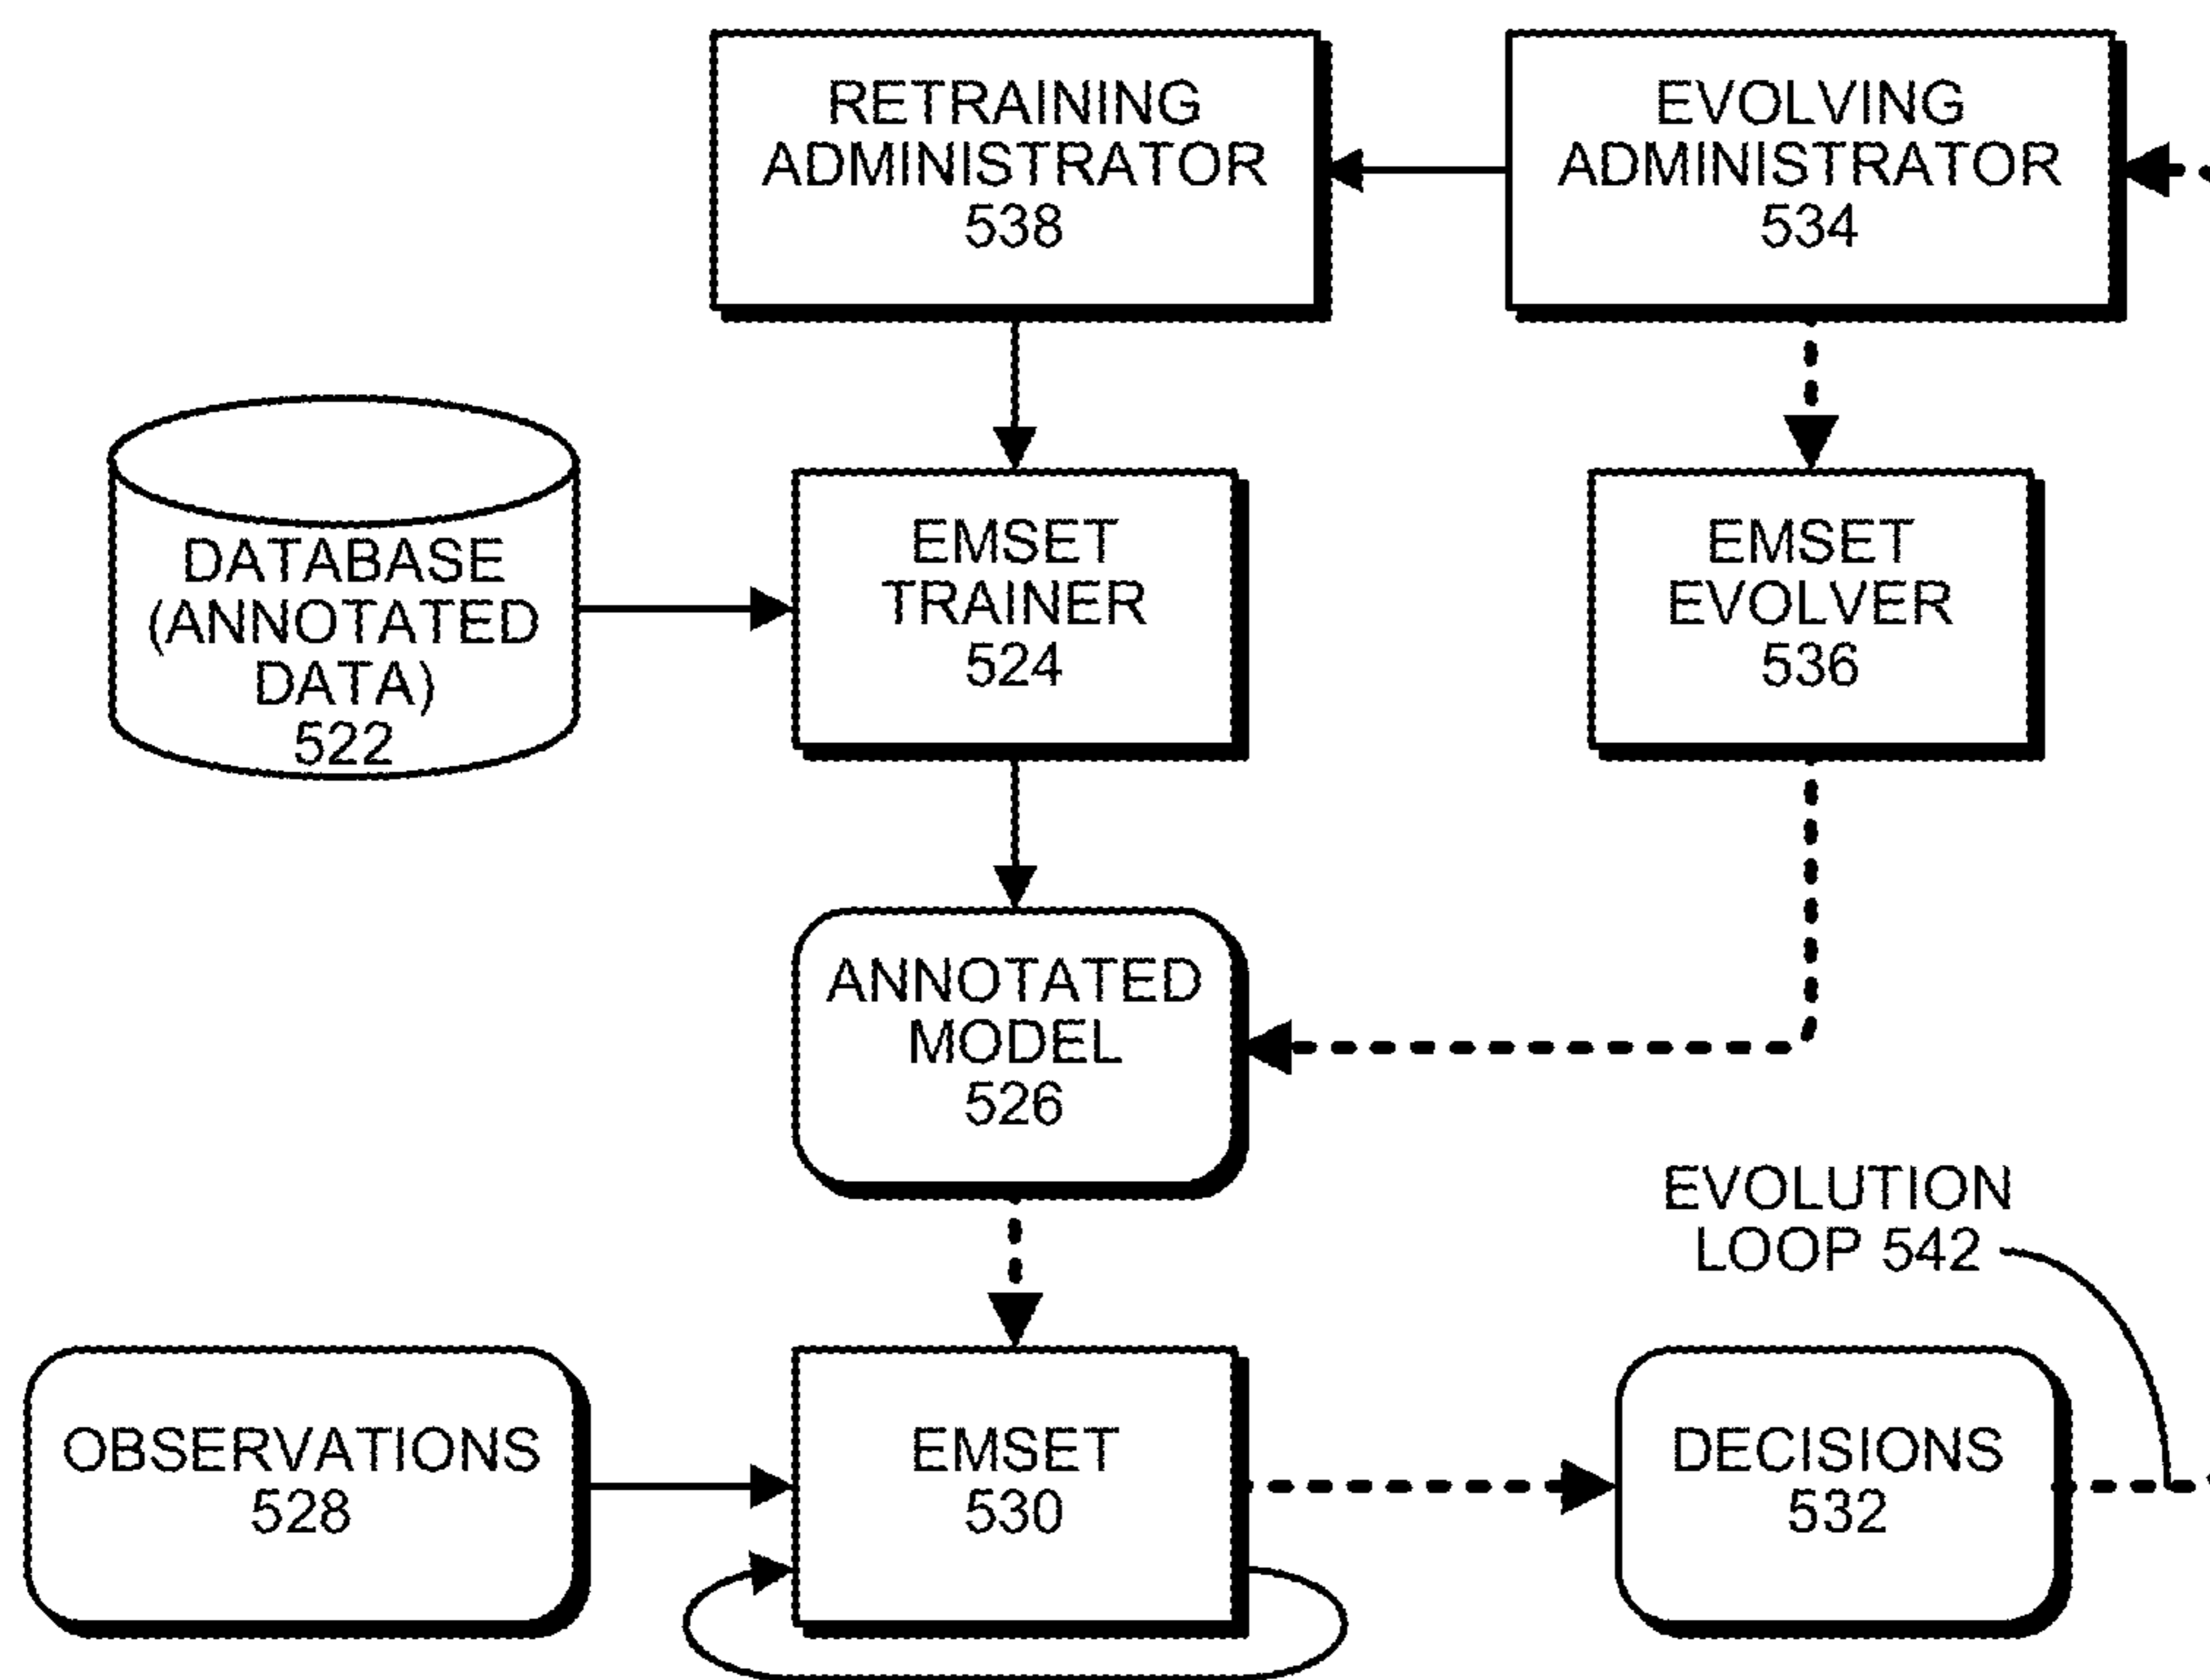 RETRAINING
ADMINISTRATOR
538
EVOLVING
ADMINISTRATOR
534
DATABASE
(ANNOTATED
DATA)
522
EMSET
TRAINER
524
EMSET
EVOLVER
536
ANNOTATED
MODEL
526
EVOLUTION
LOOP 542
OBSERVATIONS
528
EMSET
530
DECISIONS
532